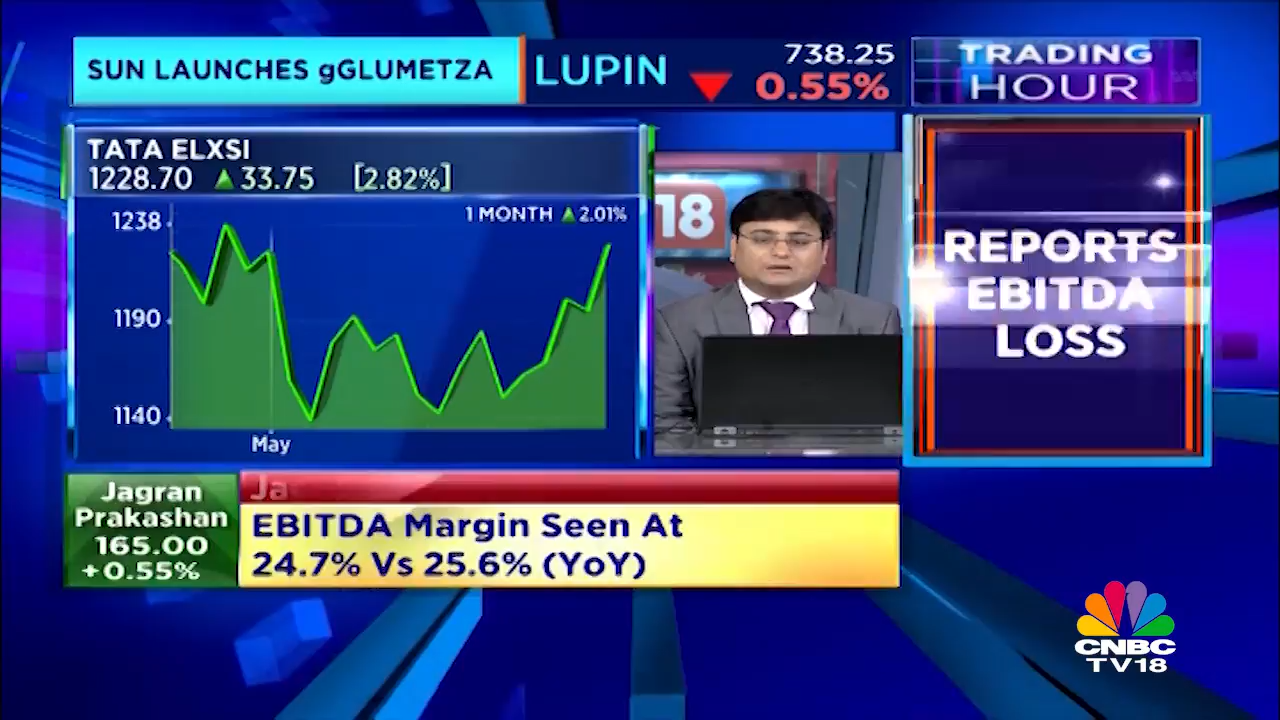 SUN LAUNCHES gGLUMETZA
LUPIN
738.25
▼ 0.55%
TRADING
HOUR
TATA ELXSI
1228.70 ▲ 33.75 [2.82%]
1 MONTH ▲ 2.01%
1238
1190
1140
May
18
REPORTS
EBITDA
LOSS
Jagran
Prakashan
165.00
+0.55%
Ja
EBITDA Margin Seen At
24.7% Vs 25.6% (YoY)
CNBC
TV18